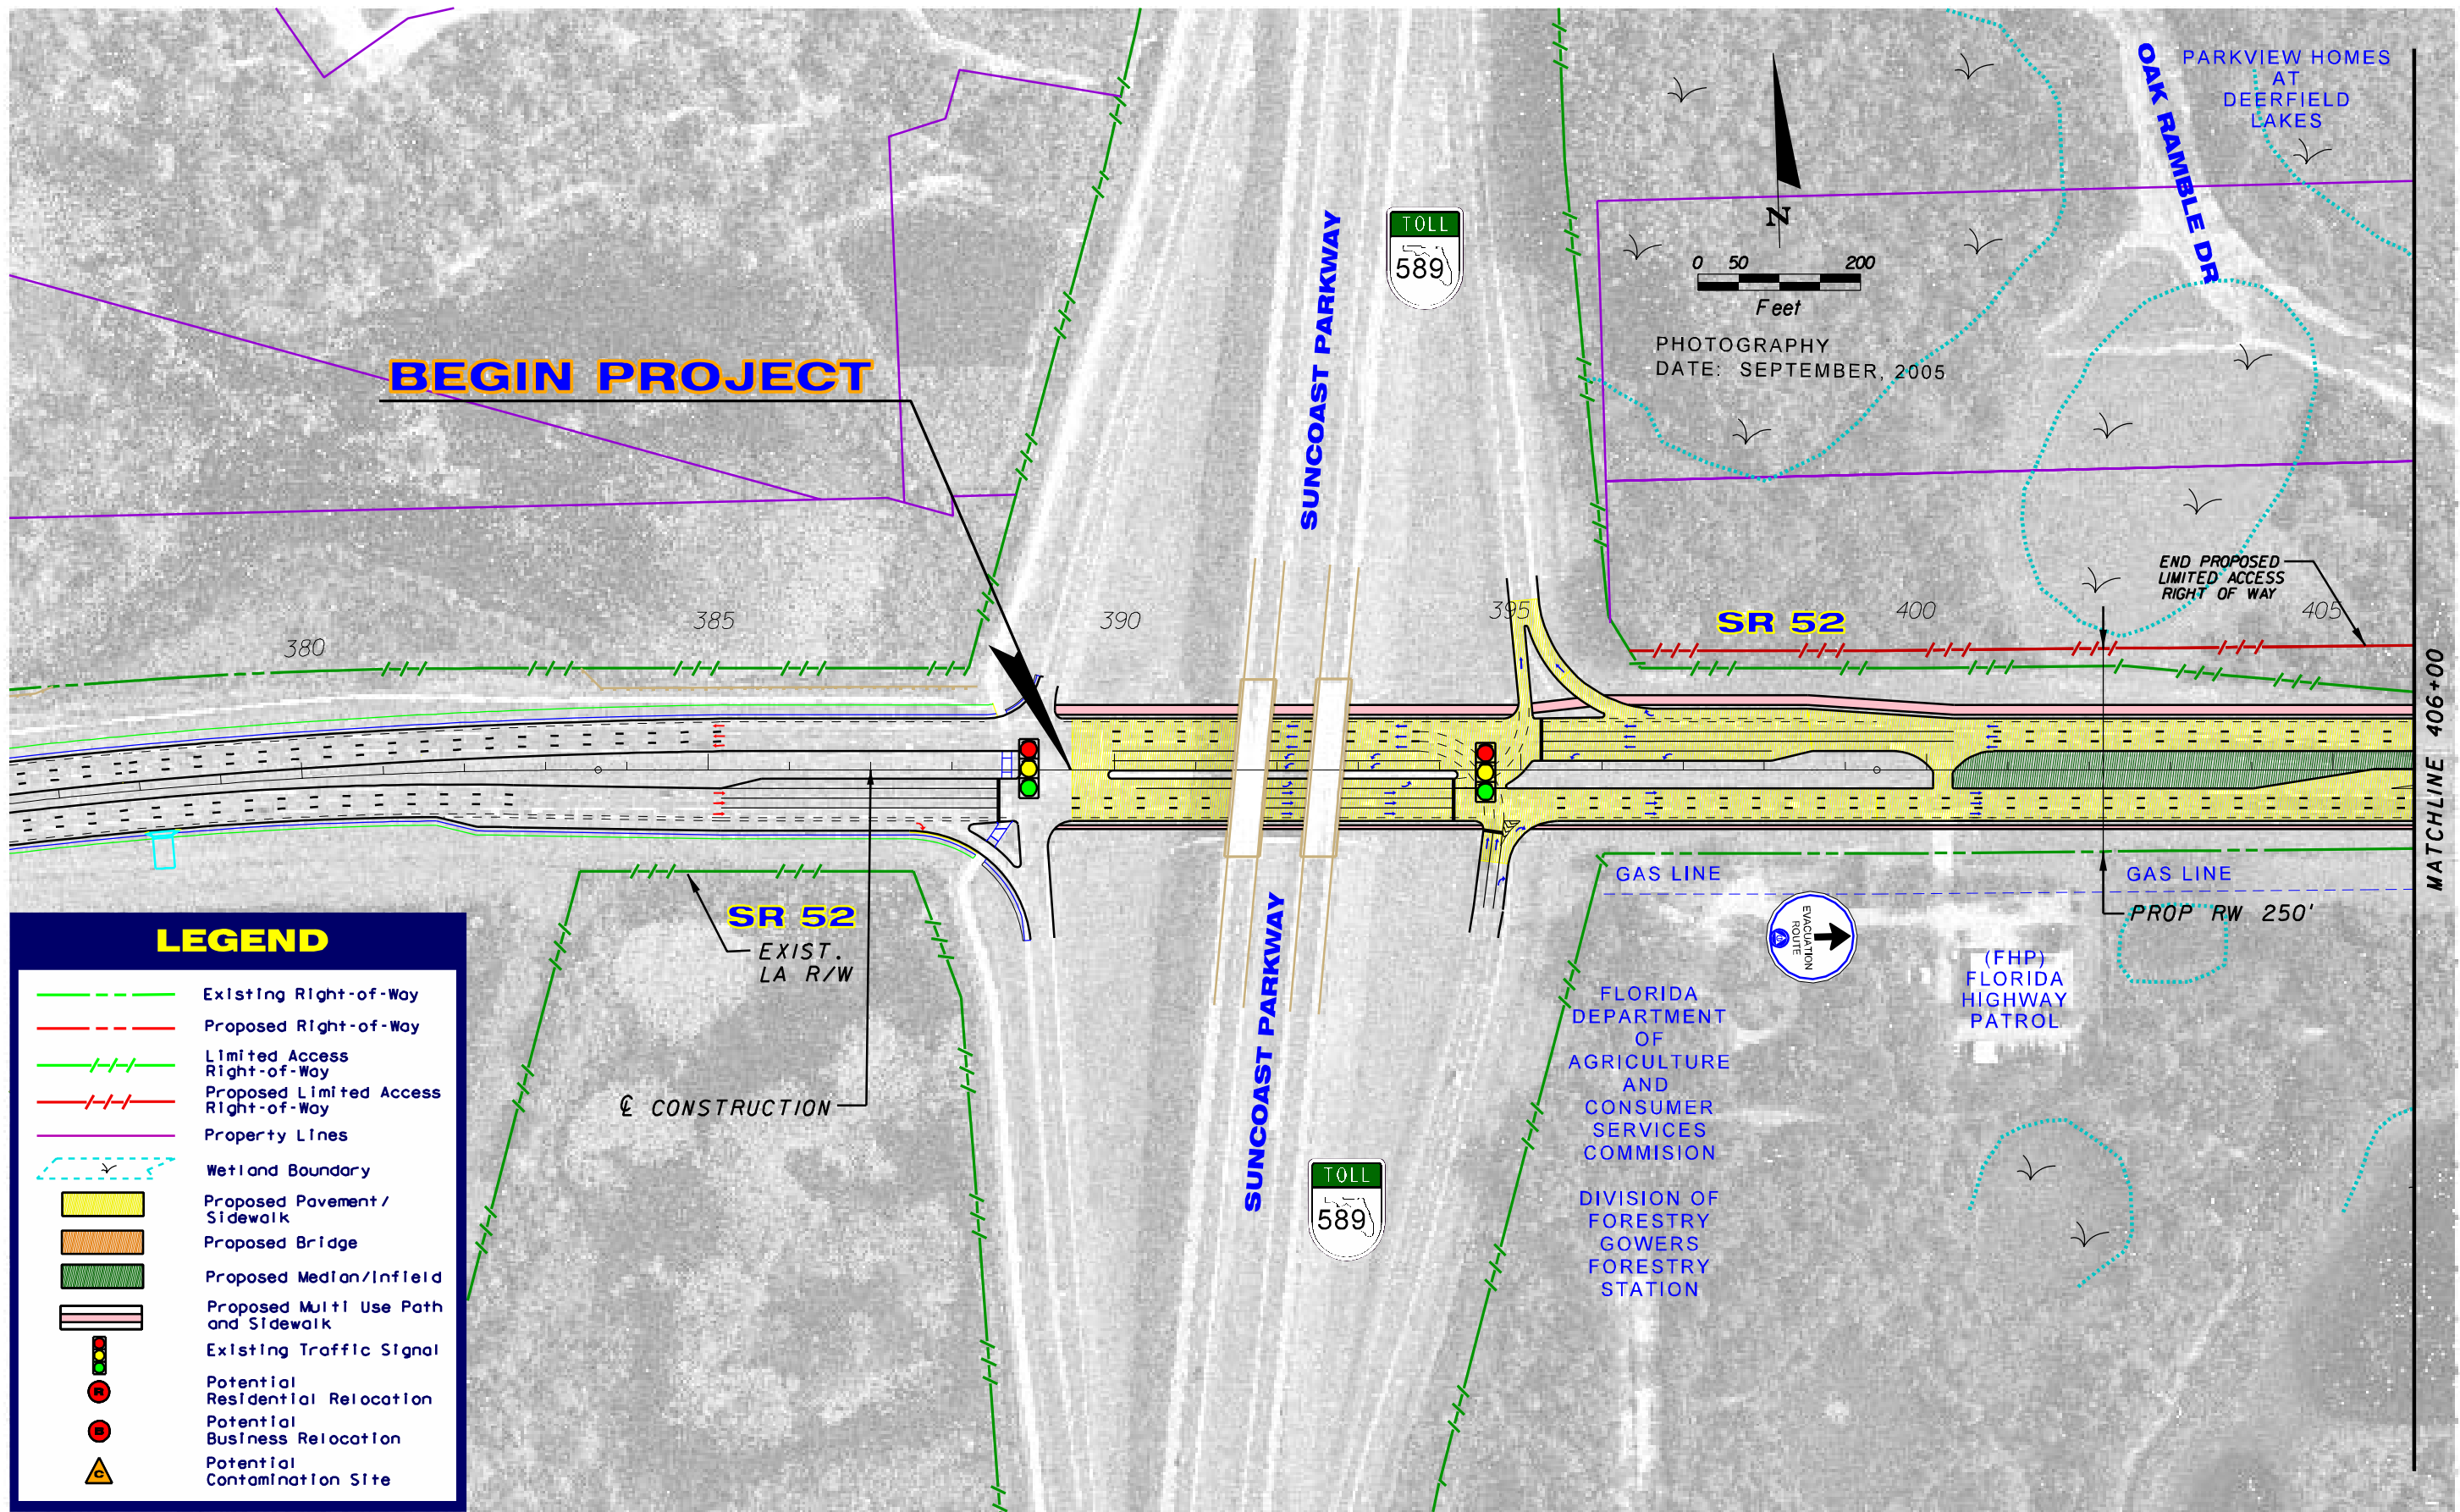 PARKVIEW HOMES
AT
DEERFIELD
LAKES
OAK RAMBLE DR
TOLL
589
SUNCOAST PARKWAY
N
0 50 200
Feet
PHOTOGRAPHY
DATE: SEPTEMBER, 2005
BEGIN PROJECT
END PROPOSED
LIMITED ACCESS
RIGHT OF WAY
380
385
390
395
SR 52
400
405
MATCHLINE 406+00
GAS LINE
GAS LINE
PROP RW 250'
EVACUATION
ROUTE
SR 52
EXIST.
LA R/W
℄ CONSTRUCTION
SUNCOAST PARKWAY
TOLL
589
(FHP)
FLORIDA
HIGHWAY
PATROL
FLORIDA
DEPARTMENT
OF
AGRICULTURE
AND
CONSUMER
SERVICES
COMMISION
DIVISION OF
FORESTRY
GOWERS
FORESTRY
STATION
LEGEND
Existing Right-of-Way
Proposed Right-of-Way
Limited Access
Right-of-Way
Proposed Limited Access
Right-of-Way
Property Lines
Wetland Boundary
Proposed Pavement/
Sidewalk
Proposed Bridge
Proposed Median/Infield
Proposed Multi Use Path
and Sidewalk
Existing Traffic Signal
R
Potential
Residential Relocation
B
Potential
Business Relocation
C
Potential
Contamination Site